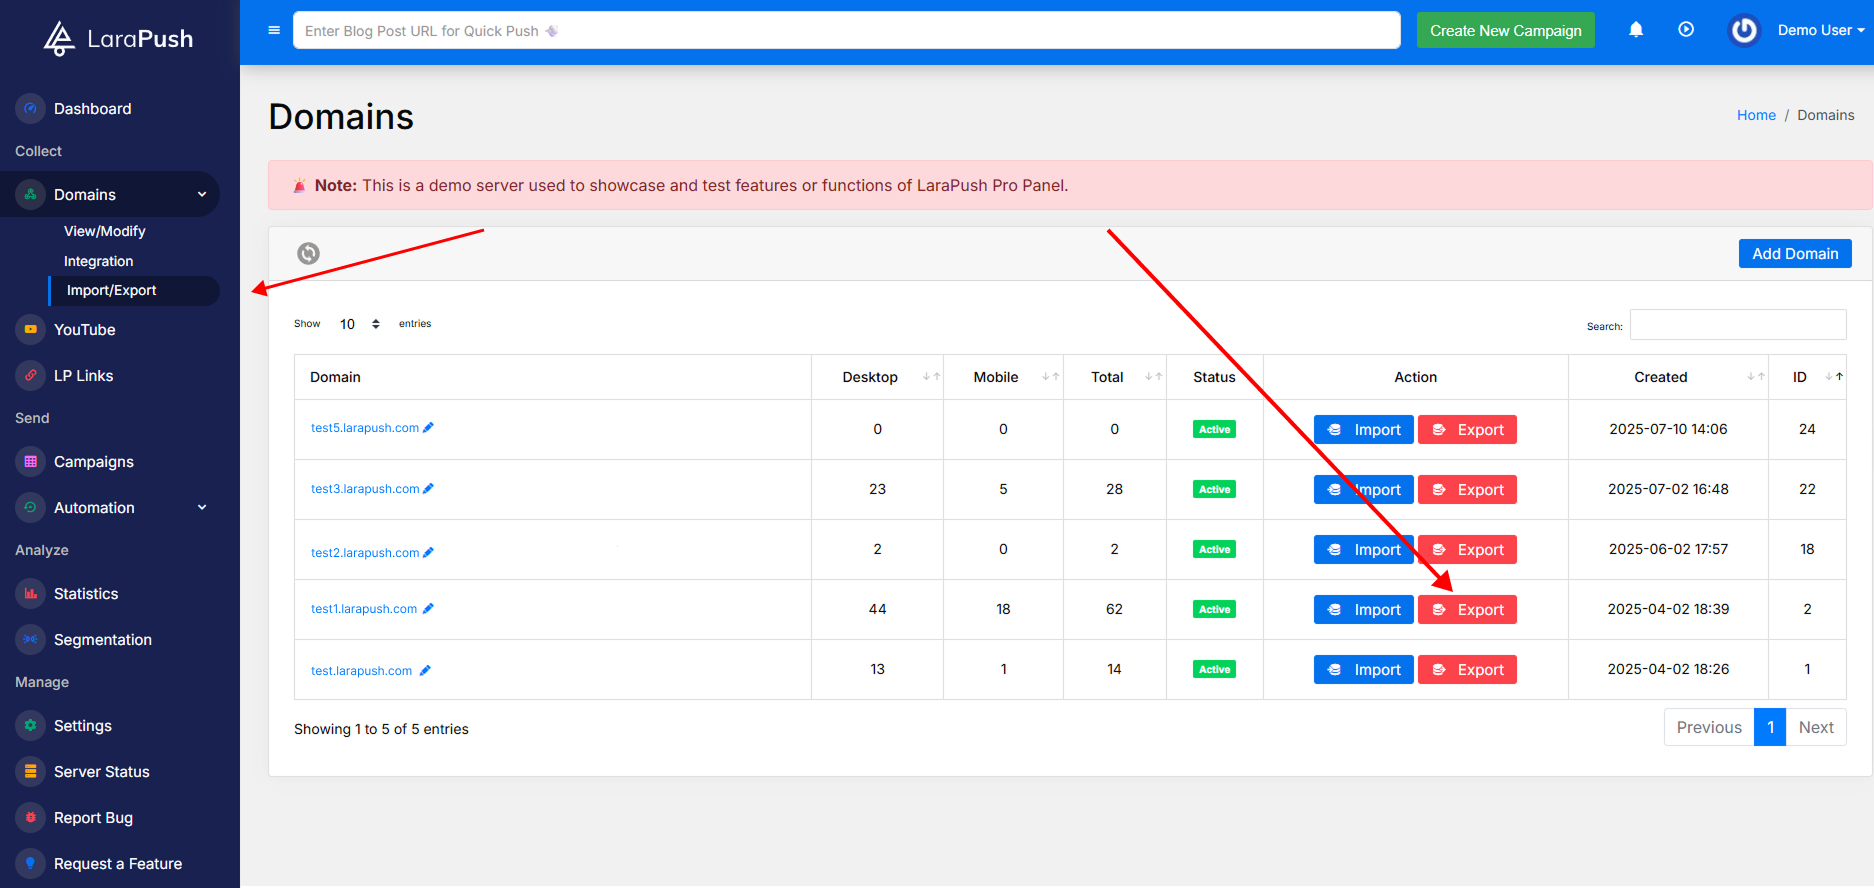 LaraPush
Enter Blog Post URL for Quick Push
Create New Campaign
Demo User
Dashboard
Collect
Domains
View/Modify
Integration
Import/Export
YouTube
LP Links
Send
Campaigns
Automation
Analyze
Statistics
Segmentation
Manage
Settings
Server Status
Report Bug
Request a Feature
Domains
Home / Domains
Note: This is a demo server used to showcase and test features or functions of LaraPush Pro Panel.
Add Domain
Show 10 entries
Search:
Domain Desktop Mobile Total Status Action Created ID
test5.larapush.com 0 0 0 Active Import Export 2025-07-10 14:06 24
test3.larapush.com 23 5 28 Active Import Export 2025-07-02 16:48 22
test2.larapush.com 2 0 2 Active Import Export 2025-06-02 17:57 18
test1.larapush.com 44 18 62 Active Import Export 2025-04-02 18:39 2
test.larapush.com 13 1 14 Active Import Export 2025-04-02 18:26 1
Showing 1 to 5 of 5 entries
Previous 1 Next